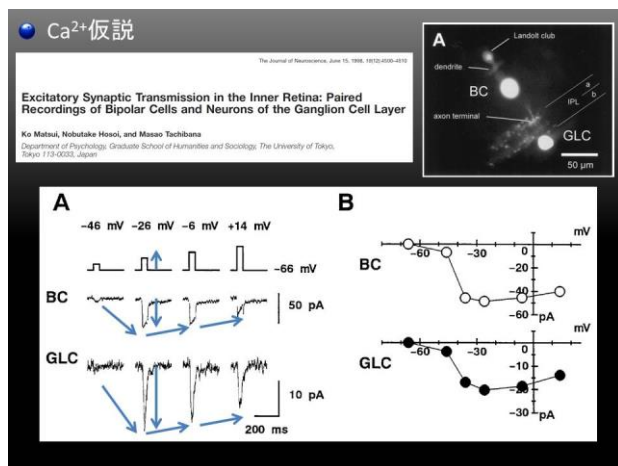 Ca²⁺仮説
The Journal of Neuroscience, June 15, 1998, 18(12):4500–4510
Excitatory Synaptic Transmission in the Inner Retina: Paired
Recordings of Bipolar Cells and Neurons of the Ganglion Cell Layer
Ko Matsui, Nobutake Hosoi, and Masao Tachibana
Department of Psychology, Graduate School of Humanities and Sociology, The University of Tokyo,
Tokyo 113-0033, Japan
A
Landolt club
dendrite
BC
a
b
IPL
axon terminal
GLC
50 µm
A
−46 mV −26 mV −6 mV +14 mV
−66 mV
BC
50 pA
GLC
10 pA
200 ms
B
mV
−60 −30 0
BC
−20
−40
−60
pA
mV
−60 −30 0
GLC
−10
−20
−30
pA